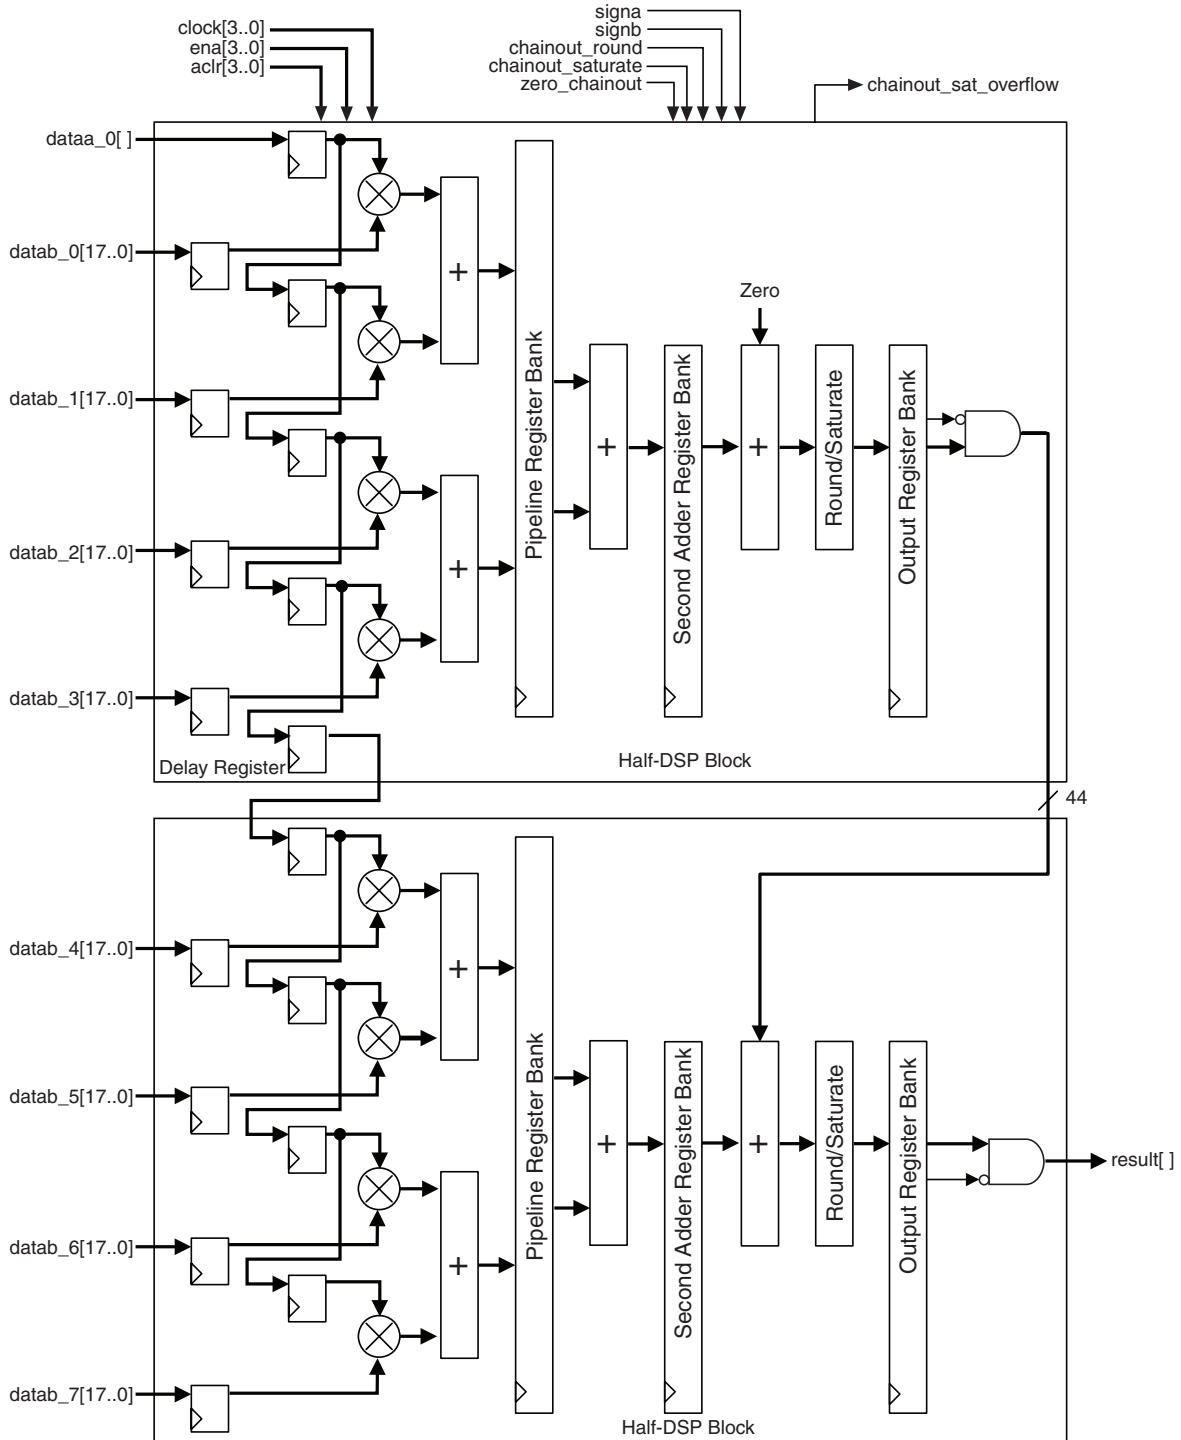 clock[3..0]
ena[3..0]
aclr[3..0]
signa
signb
chainout_round
chainout_saturate
zero_chainout
chainout_sat_overflow
dataa_0[ ]
datab_0[17..0]
datab_1[17..0]
datab_2[17..0]
datab_3[17..0]
+
+
Pipeline Register Bank
+
Second Adder Register Bank
Zero
+
Round/Saturate
Output Register Bank
Delay Register
Half-DSP Block
44
datab_4[17..0]
datab_5[17..0]
datab_6[17..0]
datab_7[17..0]
+
+
Pipeline Register Bank
+
Second Adder Register Bank
+
Round/Saturate
Output Register Bank
result[ ]
Half-DSP Block